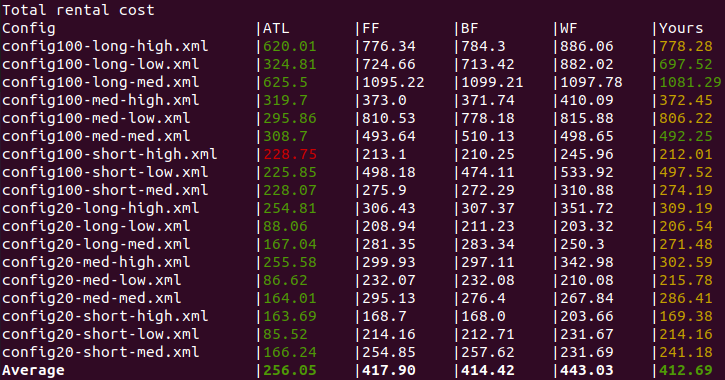 Total rental cost
Config |ATL |FF |BF |WF |Yours
config100-long-high.xml |620.01 |776.34 |784.3 |886.06 |778.28
config100-long-low.xml |324.81 |724.66 |713.42 |882.02 |697.52
config100-long-med.xml |625.5 |1095.22 |1099.21 |1097.78 |1081.29
config100-med-high.xml |319.7 |373.0 |371.74 |410.09 |372.45
config100-med-low.xml |295.86 |810.53 |778.18 |815.88 |806.22
config100-med-med.xml |308.7 |493.64 |510.13 |498.65 |492.25
config100-short-high.xml |228.75 |213.1 |210.25 |245.96 |212.01
config100-short-low.xml |225.85 |498.18 |474.11 |533.92 |497.52
config100-short-med.xml |228.07 |275.9 |272.29 |310.88 |274.19
config20-long-high.xml |254.81 |306.43 |307.37 |351.72 |309.19
config20-long-low.xml |88.06 |208.94 |211.23 |203.32 |206.54
config20-long-med.xml |167.04 |281.35 |283.34 |250.3 |271.48
config20-med-high.xml |255.58 |299.93 |297.11 |342.98 |302.59
config20-med-low.xml |86.62 |232.07 |232.08 |210.08 |215.78
config20-med-med.xml |164.01 |295.13 |276.4 |267.84 |286.41
config20-short-high.xml |163.69 |168.7 |168.0 |203.66 |169.38
config20-short-low.xml |85.52 |214.16 |212.71 |231.67 |214.16
config20-short-med.xml |166.24 |254.85 |257.62 |231.69 |241.18
Average |256.05 |417.90 |414.42 |443.03 |412.69